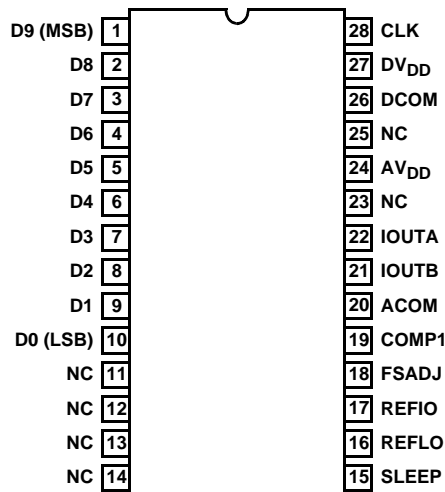 D9 (MSB) 1 28 CLK
D8 2 27 DVDD
D7 3 26 DCOM
D6 4 25 NC
D5 5 24 AVDD
D4 6 23 NC
D3 7 22 IOUTA
D2 8 21 IOUTB
D1 9 20 ACOM
D0 (LSB) 10 19 COMP1
NC 11 18 FSADJ
NC 12 17 REFIO
NC 13 16 REFLO
NC 14 15 SLEEP